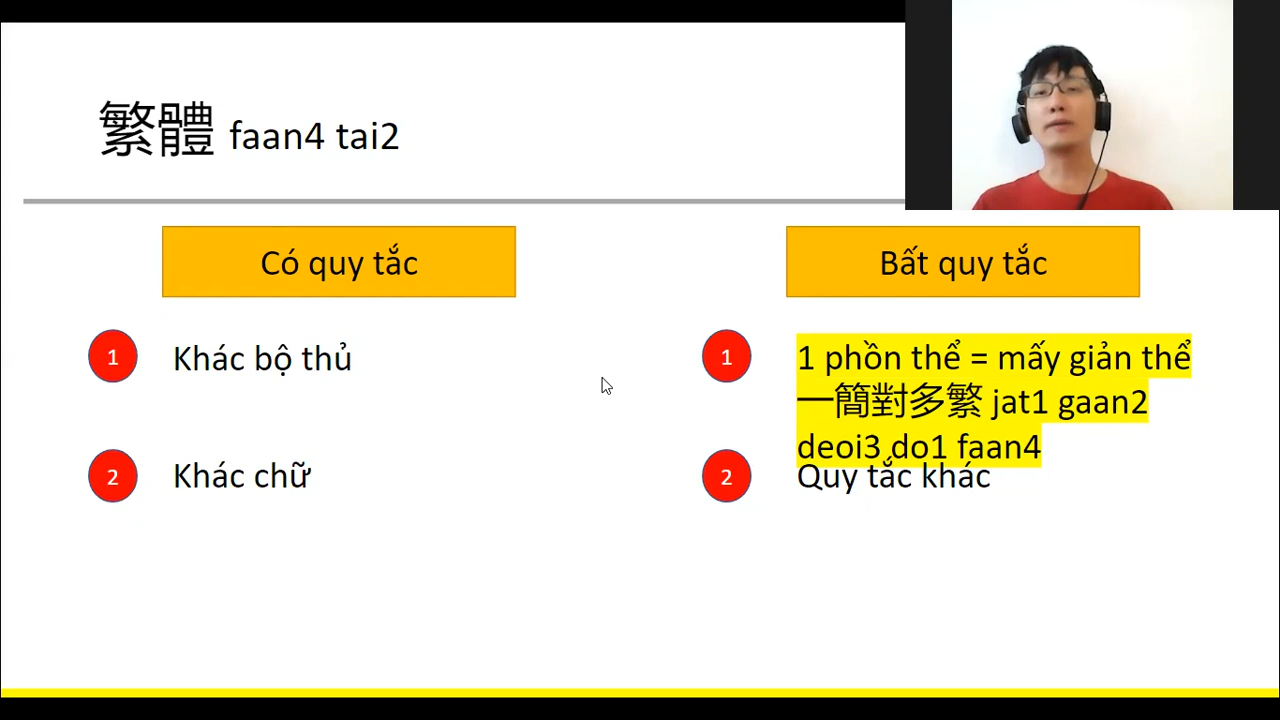 繁體 faan4 tai2
Có quy tắc
1 Khác bộ thủ
2 Khác chữ
Bất quy tắc
1 1 phồn thể = mấy giản thể
一簡對多繁 jat1 gaan2
deoi3 do1 faan4
2 Quy tắc khác